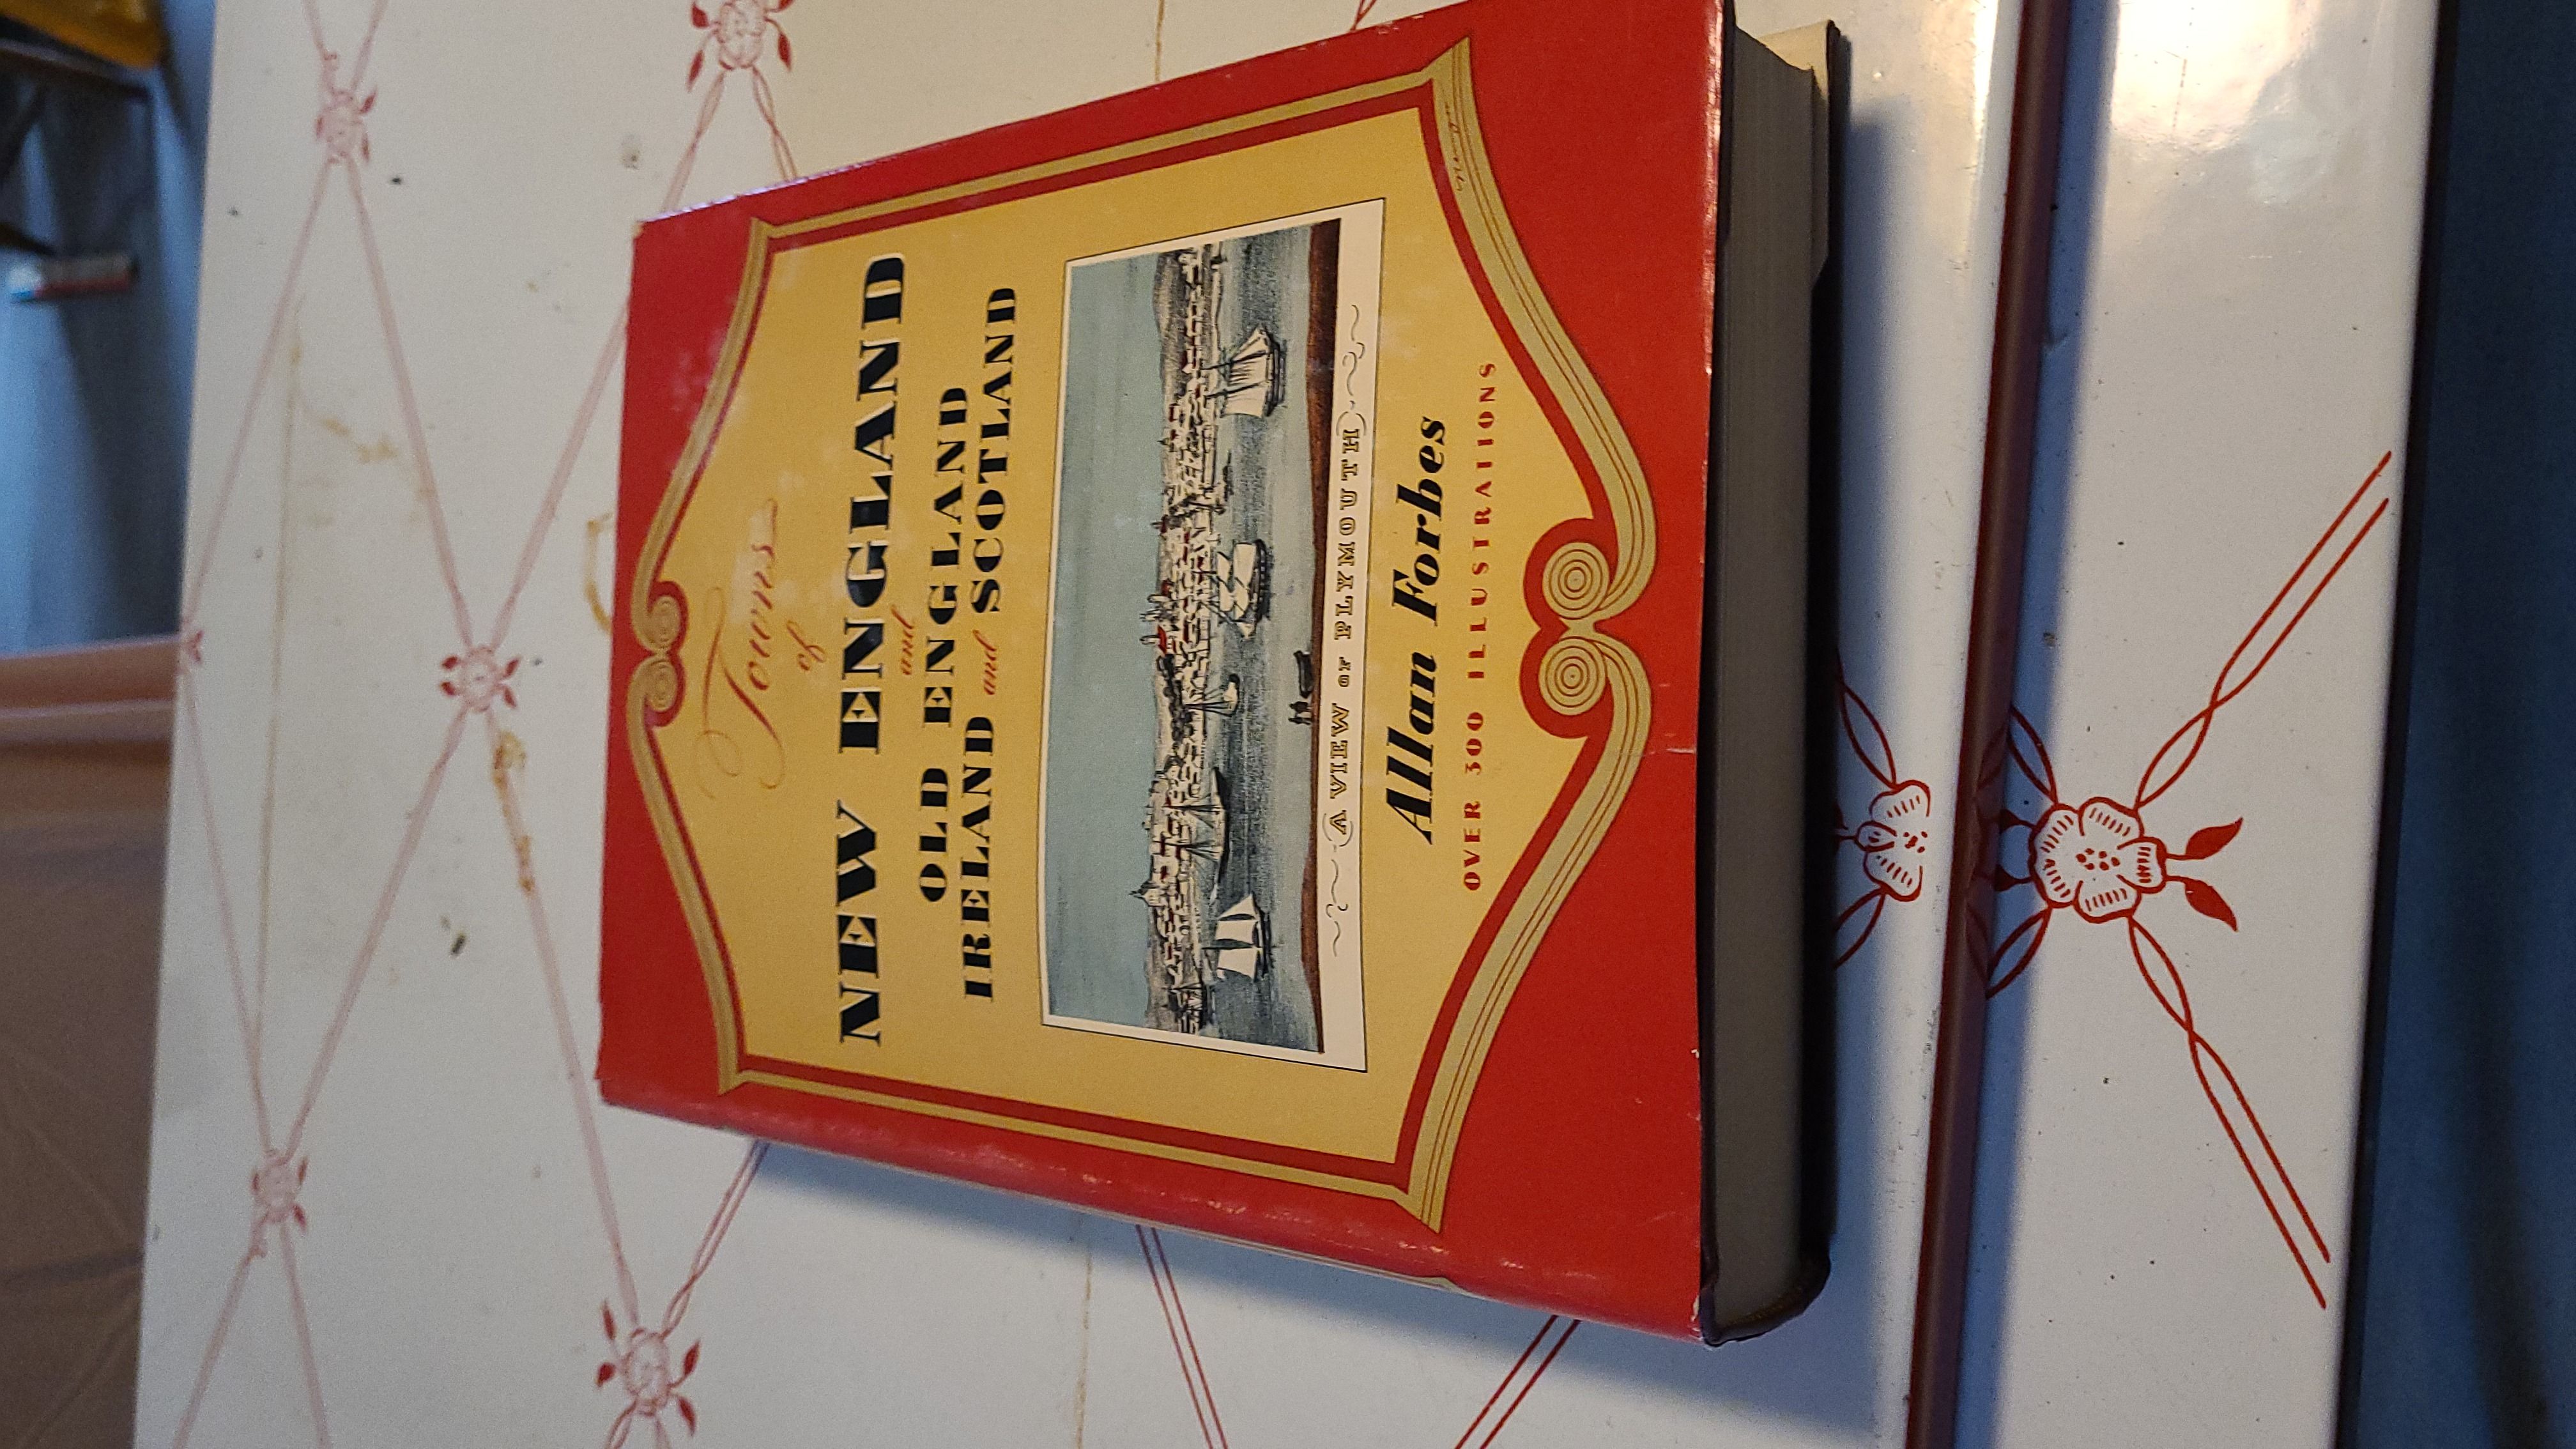 Towns
of
NEW ENGLAND
and
OLD ENGLAND
IRELAND and SCOTLAND
A VIEW OF PLYMOUTH
Allan Forbes
OVER 300 ILLUSTRATIONS